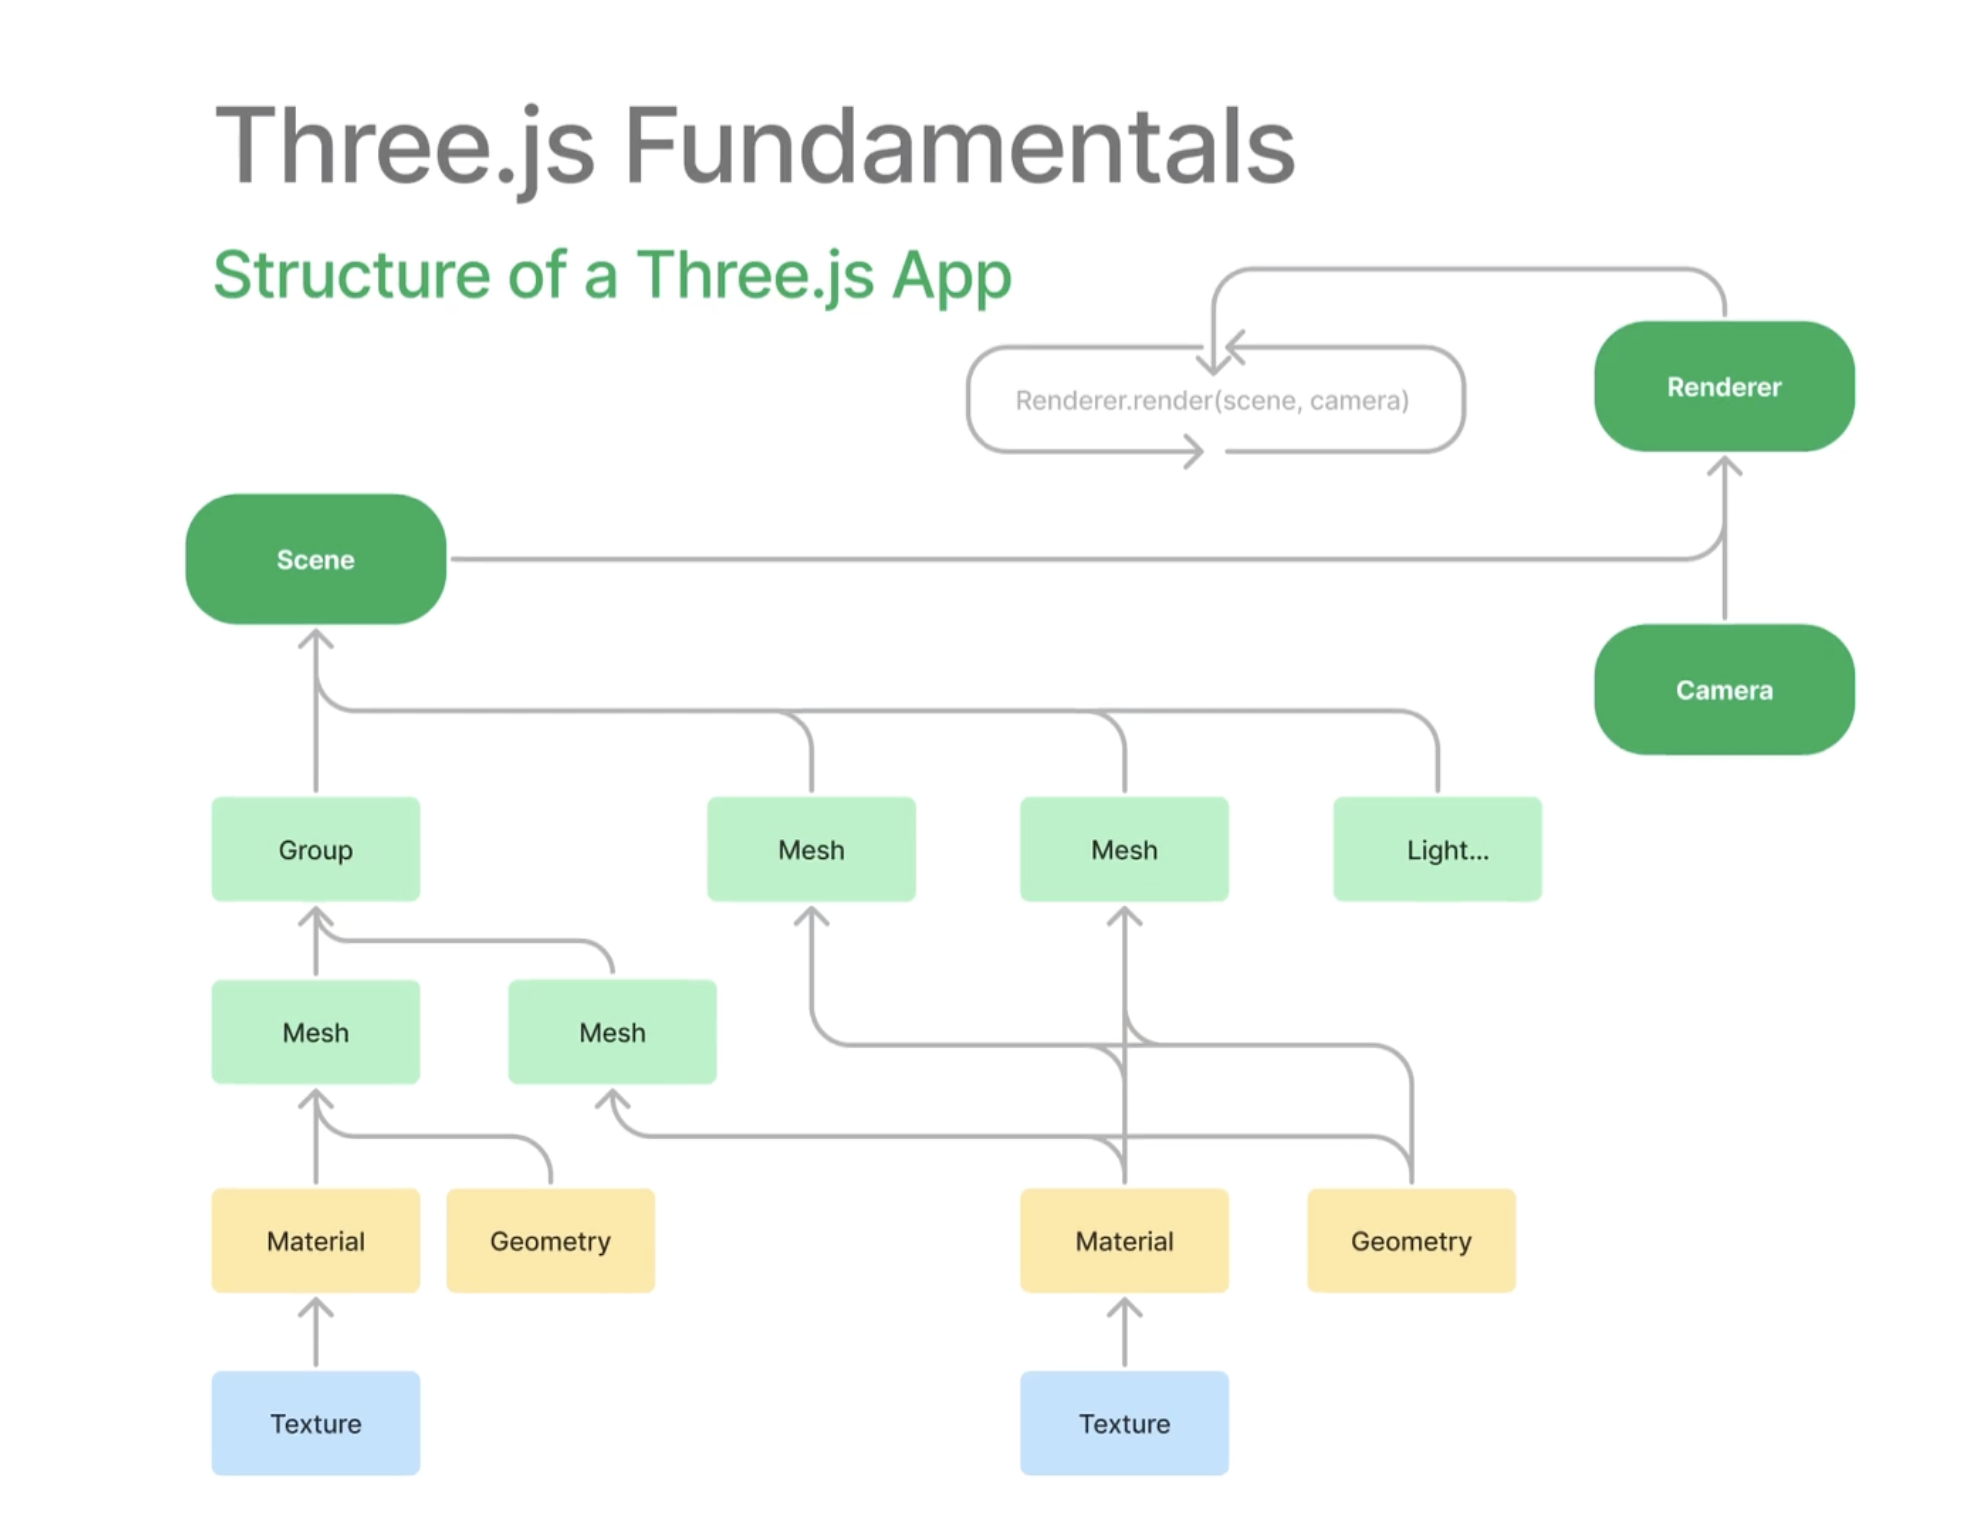 Three.js Fundamentals
Structure of a Three.js App
Renderer
Renderer.render(scene, camera)
Scene
Camera
Group
Mesh
Mesh
Light...
Mesh
Mesh
Material
Geometry
Material
Geometry
Texture
Texture